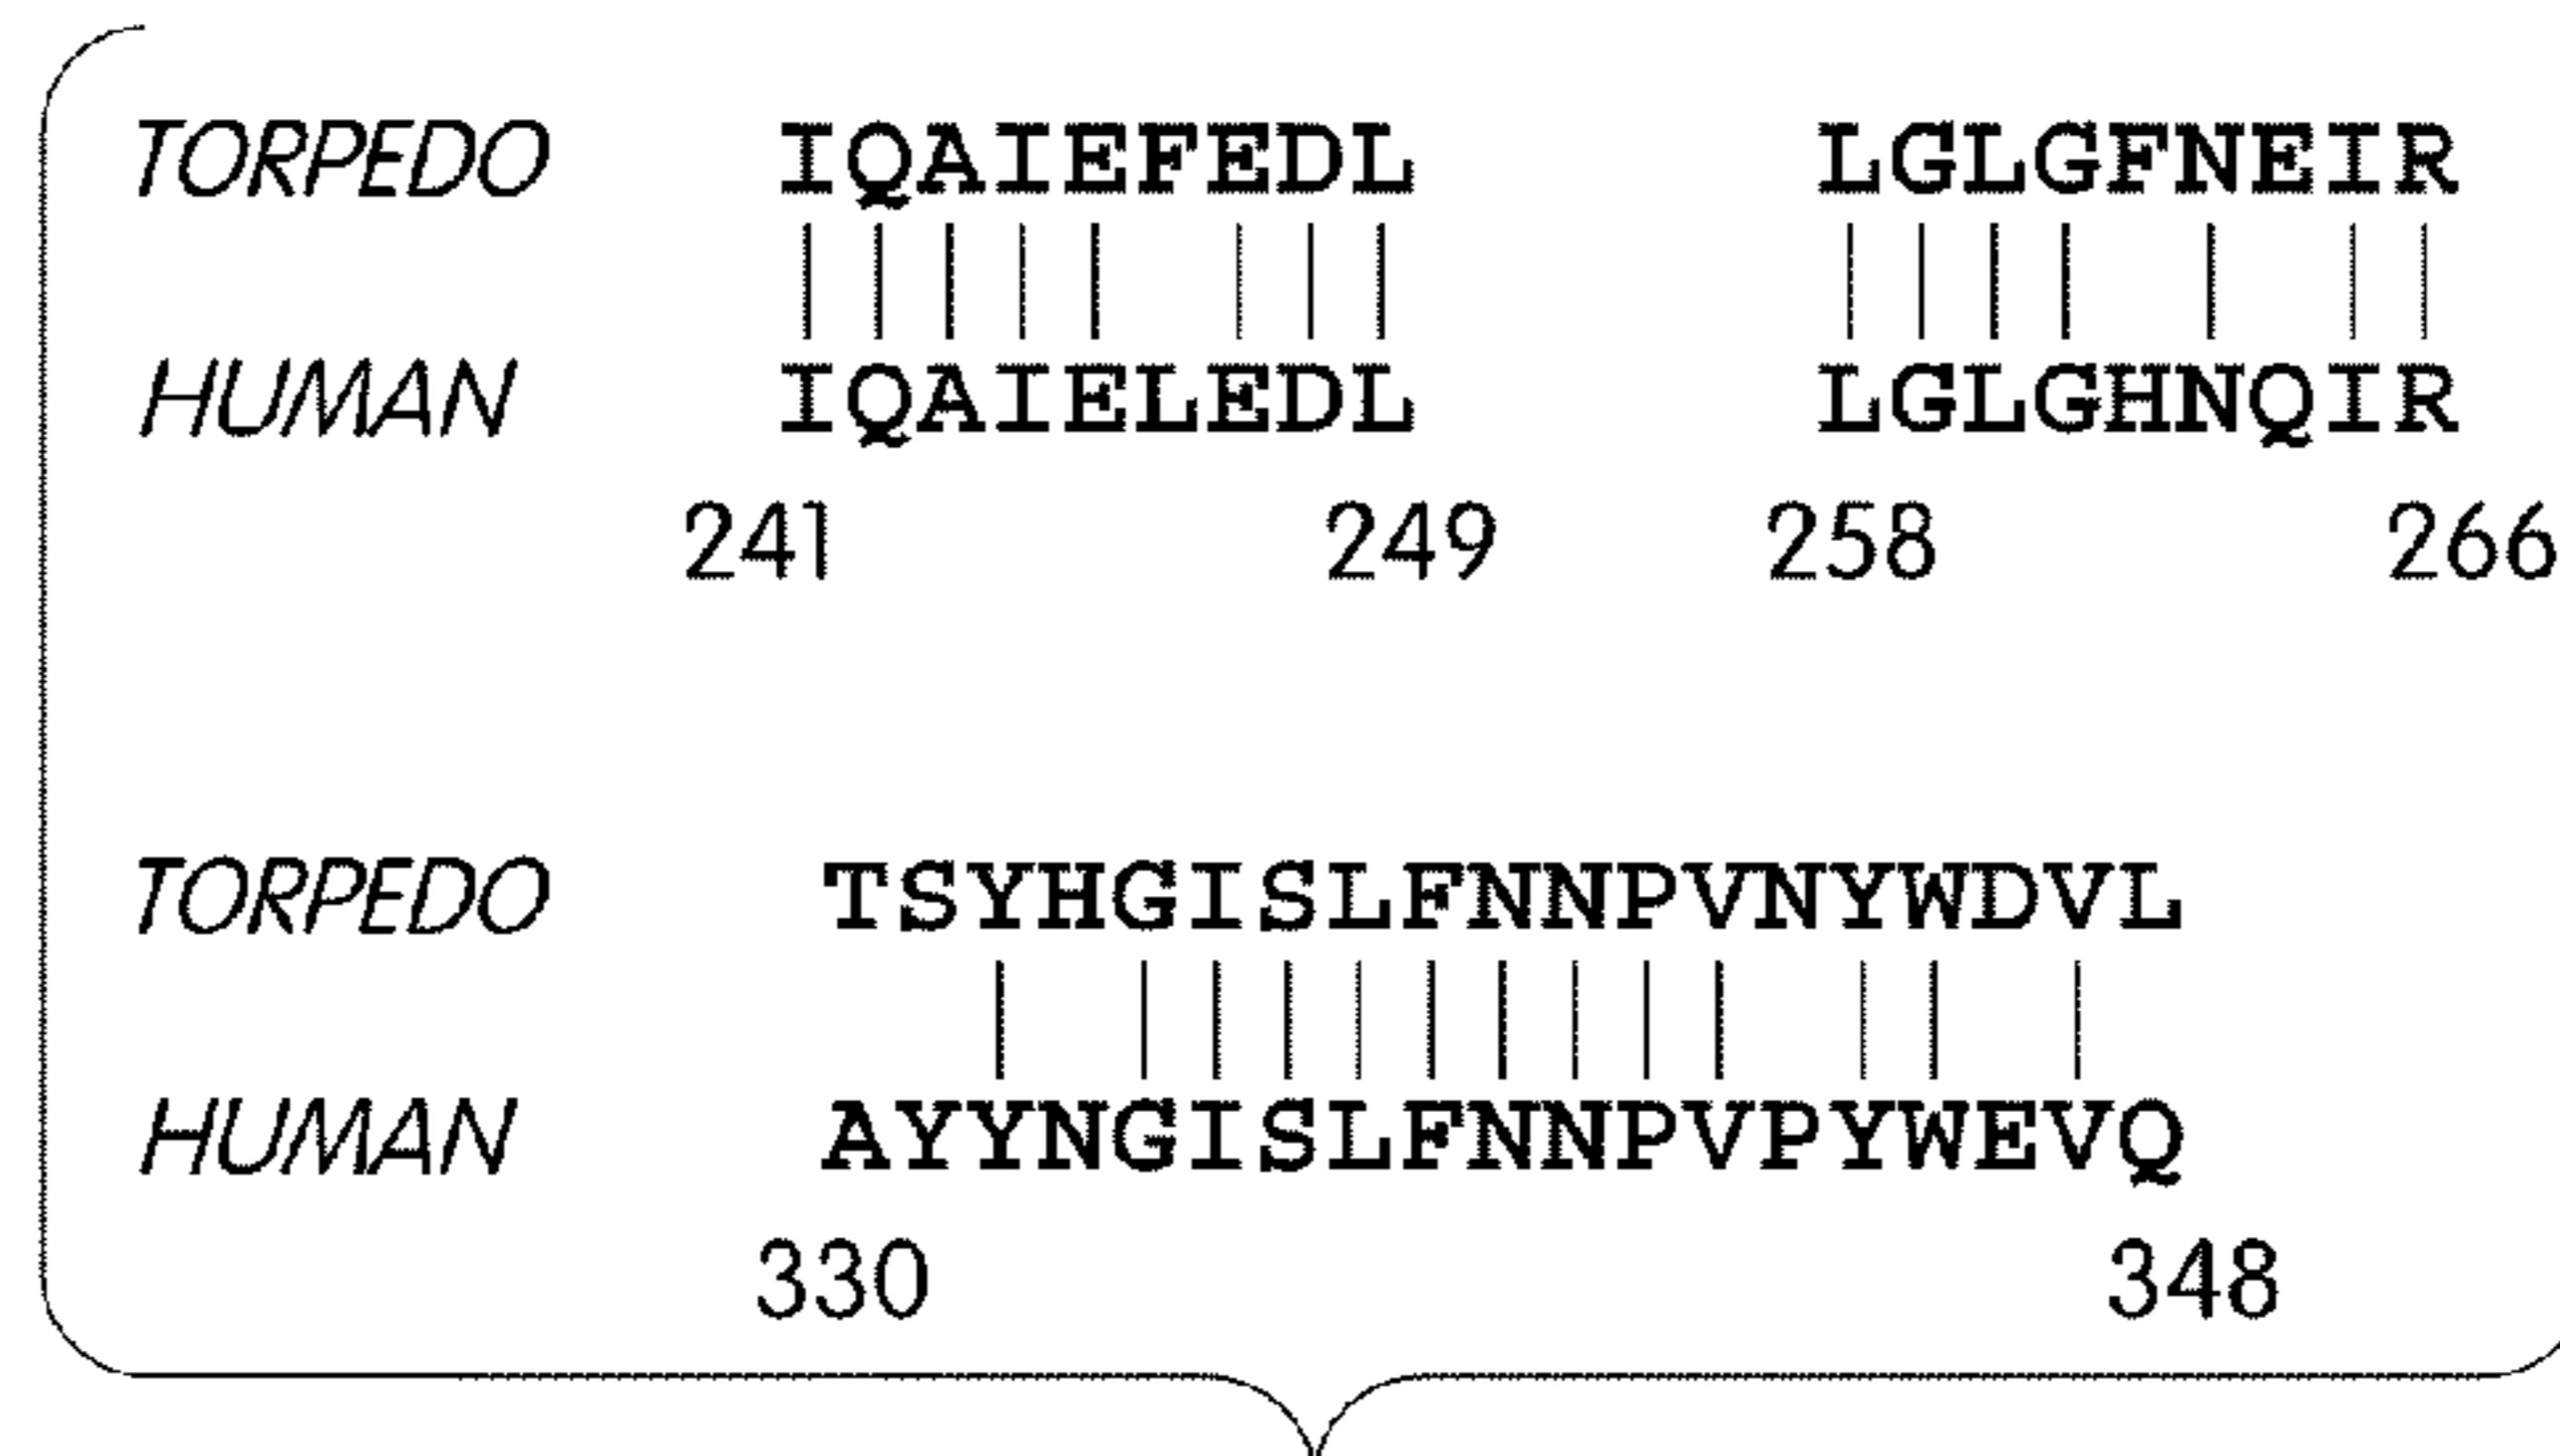 TORPEDO IQAIEFEDL LGLGFNEIR
HUMAN IQAIELEDL LGLGHNQIR
241 249 258 266
TORPEDO TSYHGISLFNNPVNYWDVL
HUMAN AYYNGISLFNNPVPYWEVQ
330 348